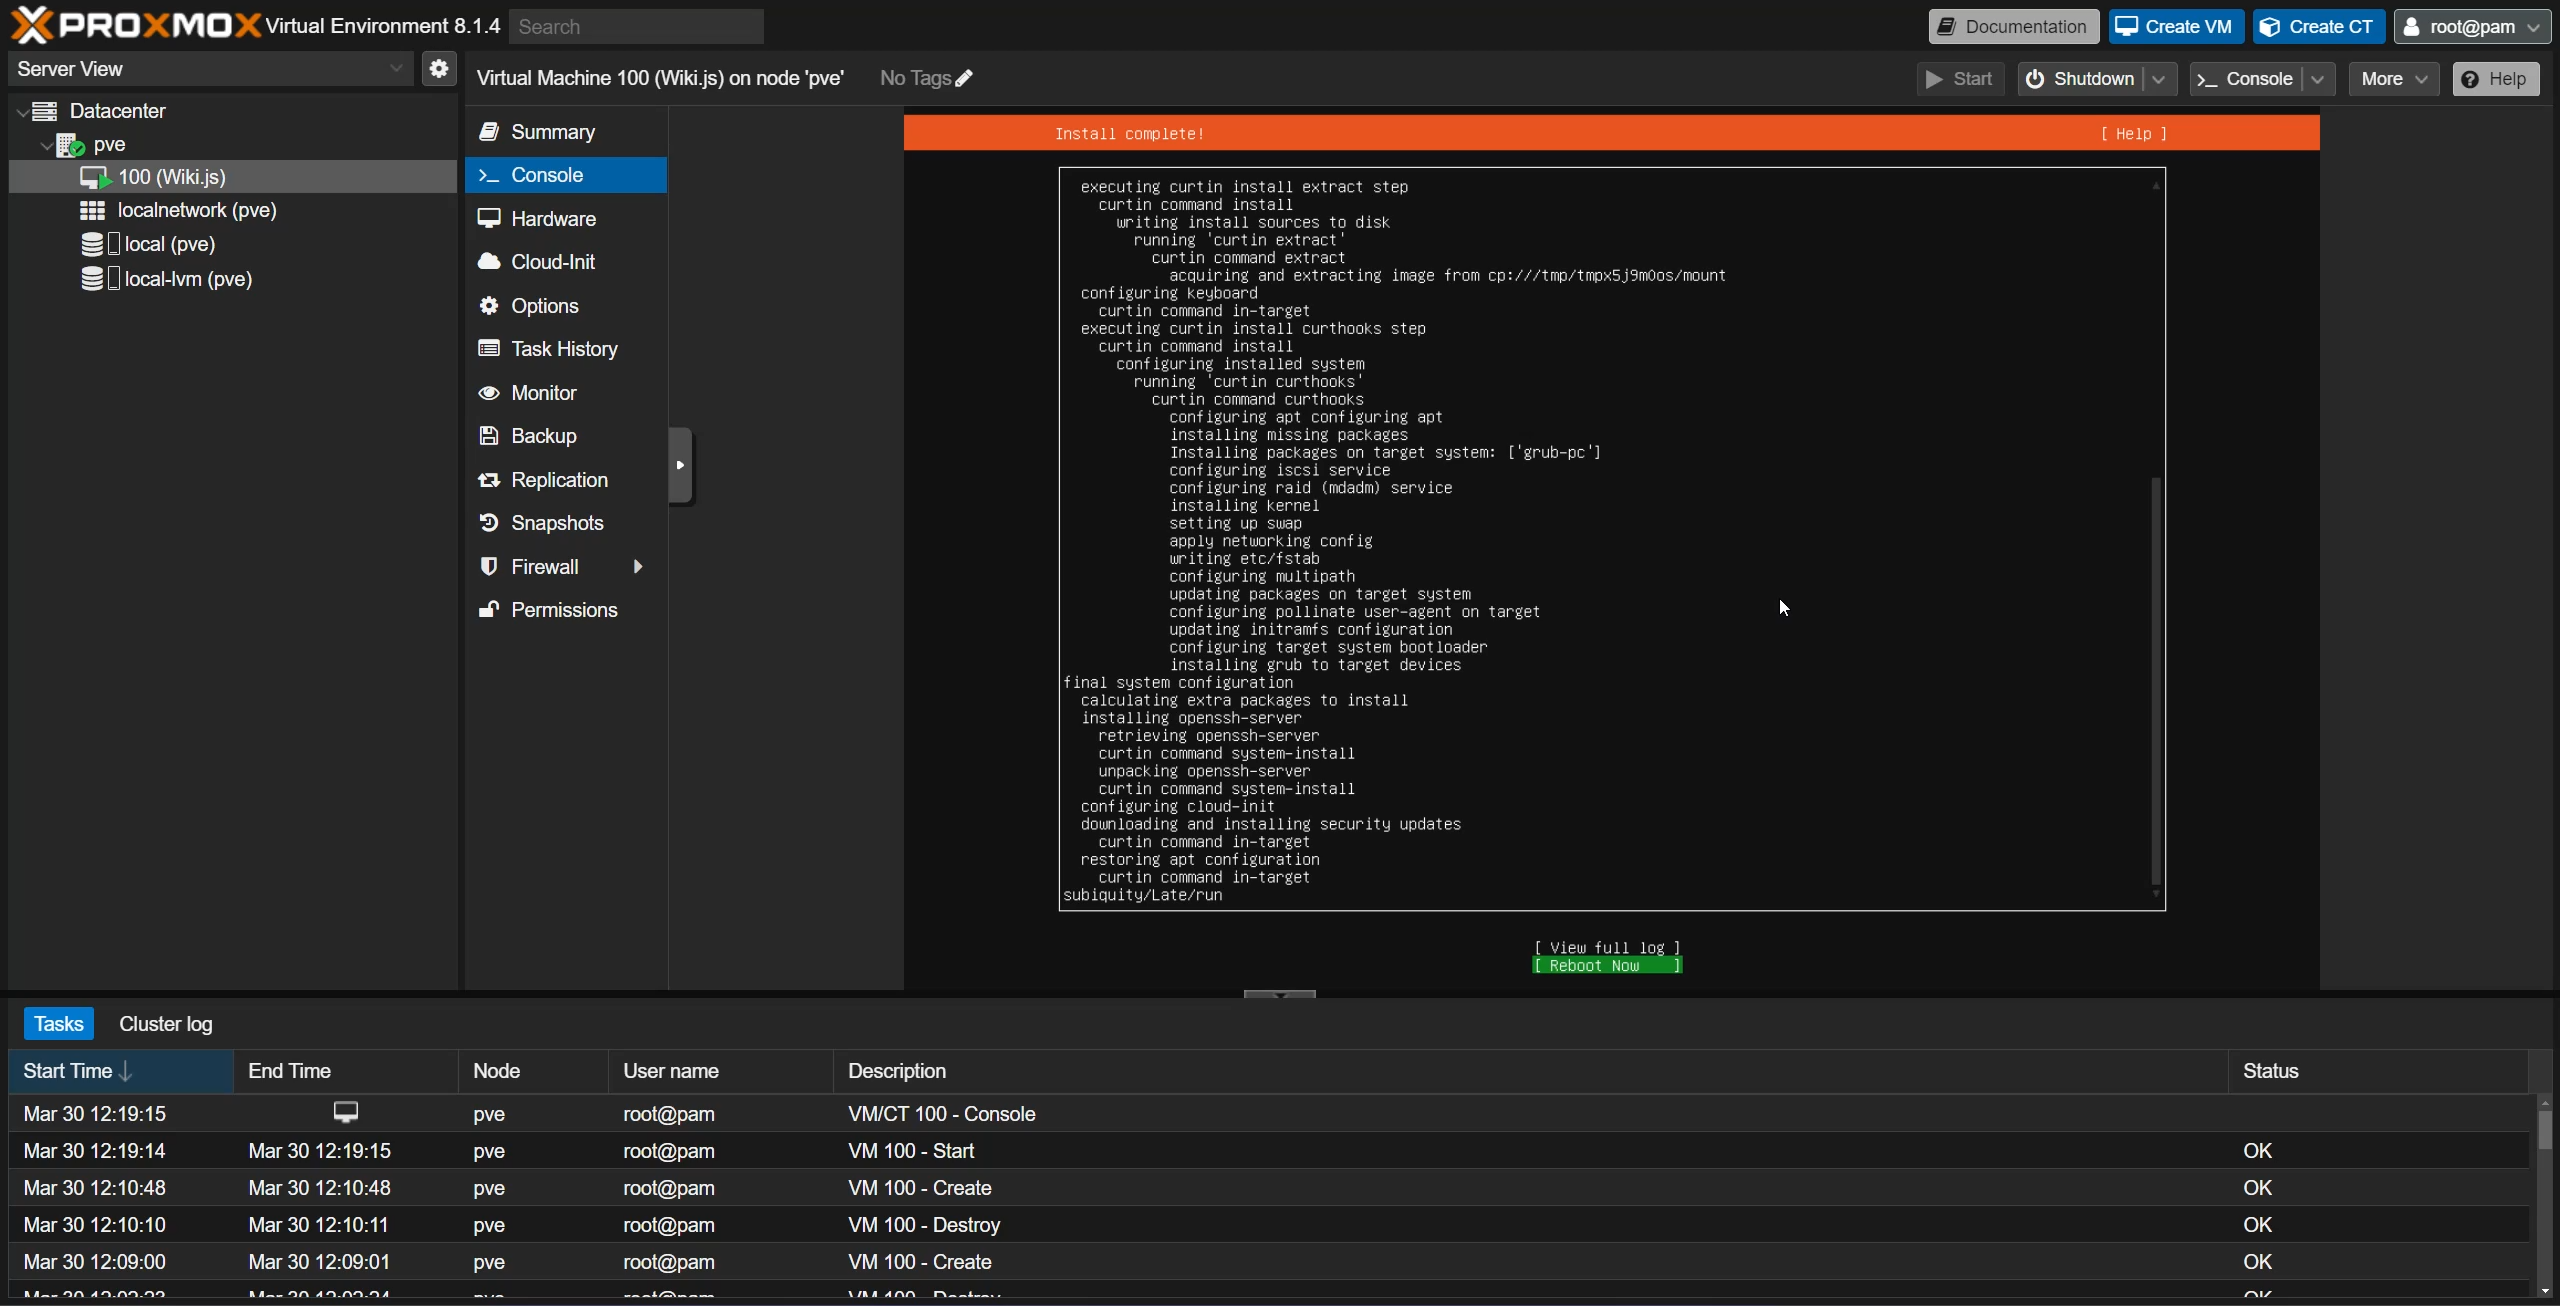 PROXMOX Virtual Environment 8.1.4 Search Documentation Create VM Create CT root@pam
Server View
Virtual Machine 100 (Wiki.js) on node 'pve' No Tags Start Shutdown Console More Help
Datacenter
pve
100 (Wiki.js)
localnetwork (pve)
local (pve)
local-lvm (pve)
Summary
Console
Hardware
Cloud-Init
Options
Task History
Monitor
Backup
Replication
Snapshots
Firewall
Permissions
Install complete! [ Help ]
executing curtin install extract step
curtin command install
writing install sources to disk
running 'curtin extract'
curtin command extract
acquiring and extracting image from cp:///tmp/tmpx5j9m0os/mount
configuring keyboard
curtin command in-target
executing curtin install curthooks step
curtin command install
configuring installed system
running 'curtin curthooks'
curtin command curthooks
configuring apt configuring apt
installing missing packages
Installing packages on target system: ['grub-pc']
configuring iscsi service
configuring raid (mdadm) service
installing kernel
setting up swap
apply networking config
writing etc/fstab
configuring multipath
updating packages on target system
configuring pollinate user-agent on target
updating initramfs configuration
configuring target system bootloader
installing grub to target devices
final system configuration
calculating extra packages to install
installing openssh-server
retrieving openssh-server
curtin command system-install
unpacking openssh-server
curtin command system-install
configuring cloud-init
downloading and installing security updates
curtin command in-target
restoring apt configuration
curtin command in-target
subiquity/Late/run
[ View full log ]
[ Reboot Now ]
Tasks Cluster log
Start Time End Time Node User name Description Status
Mar 30 12:19:15 pve root@pam VM/CT 100 - Console
Mar 30 12:19:14 Mar 30 12:19:15 pve root@pam VM 100 - Start OK
Mar 30 12:10:48 Mar 30 12:10:48 pve root@pam VM 100 - Create OK
Mar 30 12:10:10 Mar 30 12:10:11 pve root@pam VM 100 - Destroy OK
Mar 30 12:09:00 Mar 30 12:09:01 pve root@pam VM 100 - Create OK